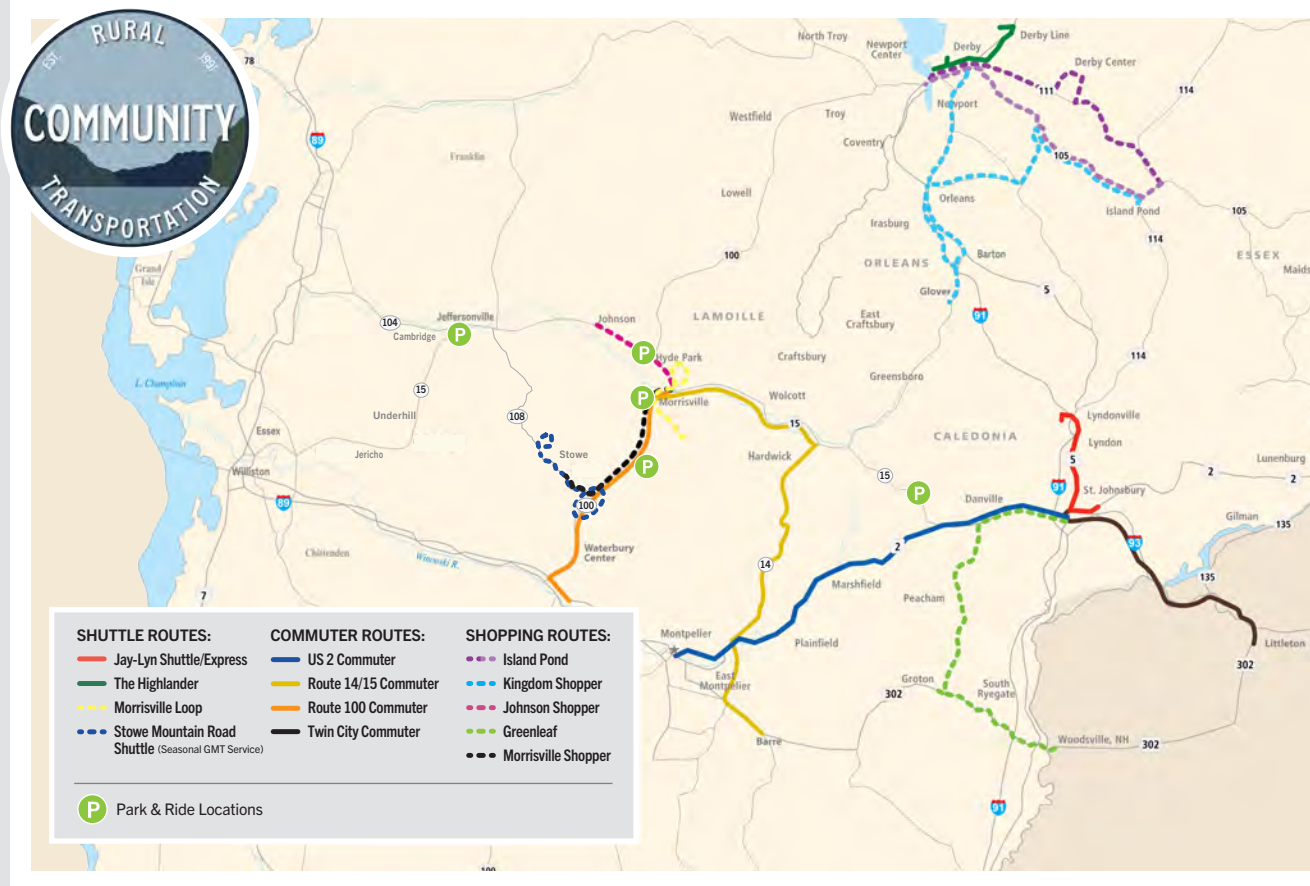 RURAL
EST. 1991
COMMUNITY
TRANSPORTATION
78
89
Franklin
Grand
Isle
104
Jeffersonville
Cambridge
P
15
L. Champlain
Underhill
108
Essex
Jericho
Williston
89
Chittenden
Winooski R.
7
Stowe
100
Waterbury
Center
Johnson
P
Hyde Park
P
Morrisville
P
Wolcott
15
Hardwick
14
LAMOILLE
100
Craftsbury
East
Craftsbury
Greensboro
North Troy
Newport
Center
Derby
Derby Line
Derby Center
111
114
Newport
Westfield
Troy
Coventry
105
Lowell
Orleans
Island Pond
105
Irasburg
114
Barton
ORLEANS
ESSEX
Maids
Glover
5
91
114
Lyndonville
CALEDONIA
Lyndon
5
15
P
2
Lunenburg
2
91
St. Johnsbury
Danville
Gilman
135
93
2
135
Marshfield
Peacham
Montpelier
Plainfield
Littleton
302
East
Montpelier
Groton
302
South
Ryegate
Barre
Woodsville, NH
302
91
100
SHUTTLE ROUTES:
Jay-Lyn Shuttle/Express
The Highlander
Morrisville Loop
Stowe Mountain Road
Shuttle (Seasonal GMT Service)
COMMUTER ROUTES:
US 2 Commuter
Route 14/15 Commuter
Route 100 Commuter
Twin City Commuter
SHOPPING ROUTES:
Island Pond
Kingdom Shopper
Johnson Shopper
Greenleaf
Morrisville Shopper
P Park & Ride Locations